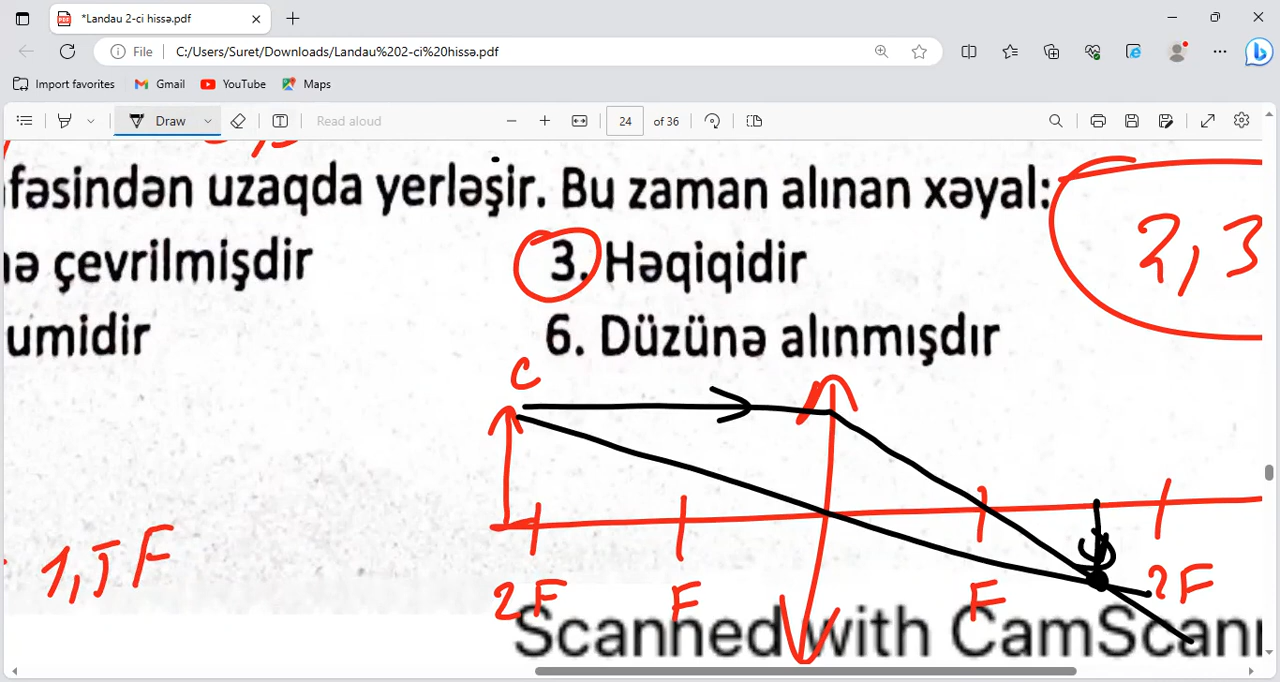 *Landau 2-ci hissə.pdf
File C:/Users/Suret/Downloads/Landau%202-ci%20hissə.pdf
Import favorites Gmail YouTube Maps
Draw Read aloud 24 of 36
fəsindən uzaqda yerləşir. Bu zaman alınan xəyal:
ə çevrilmişdir 3. Həqiqidir 2,3
umidir 6. Düzünə alınmışdır
C
1,5F
2F F F 2F
Scanned with CamScann